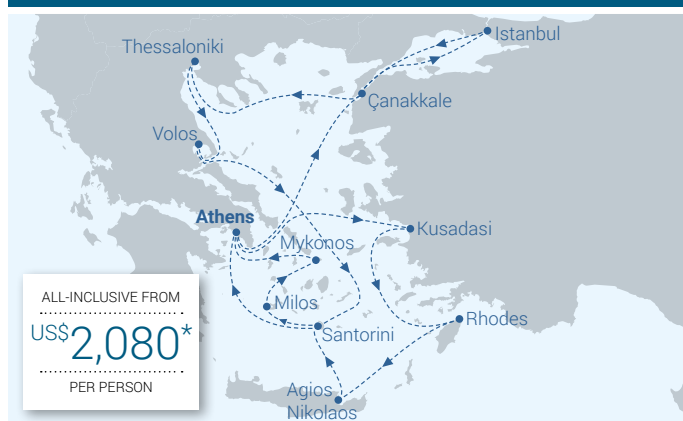 Istanbul
Thessaloniki
Çanakkale
Volos
Athens
Kusadasi
Mykonos
Milos
Rhodes
Santorini
Agios
Nikolaos
ALL-INCLUSIVE FROM
US$2,080*
PER PERSON